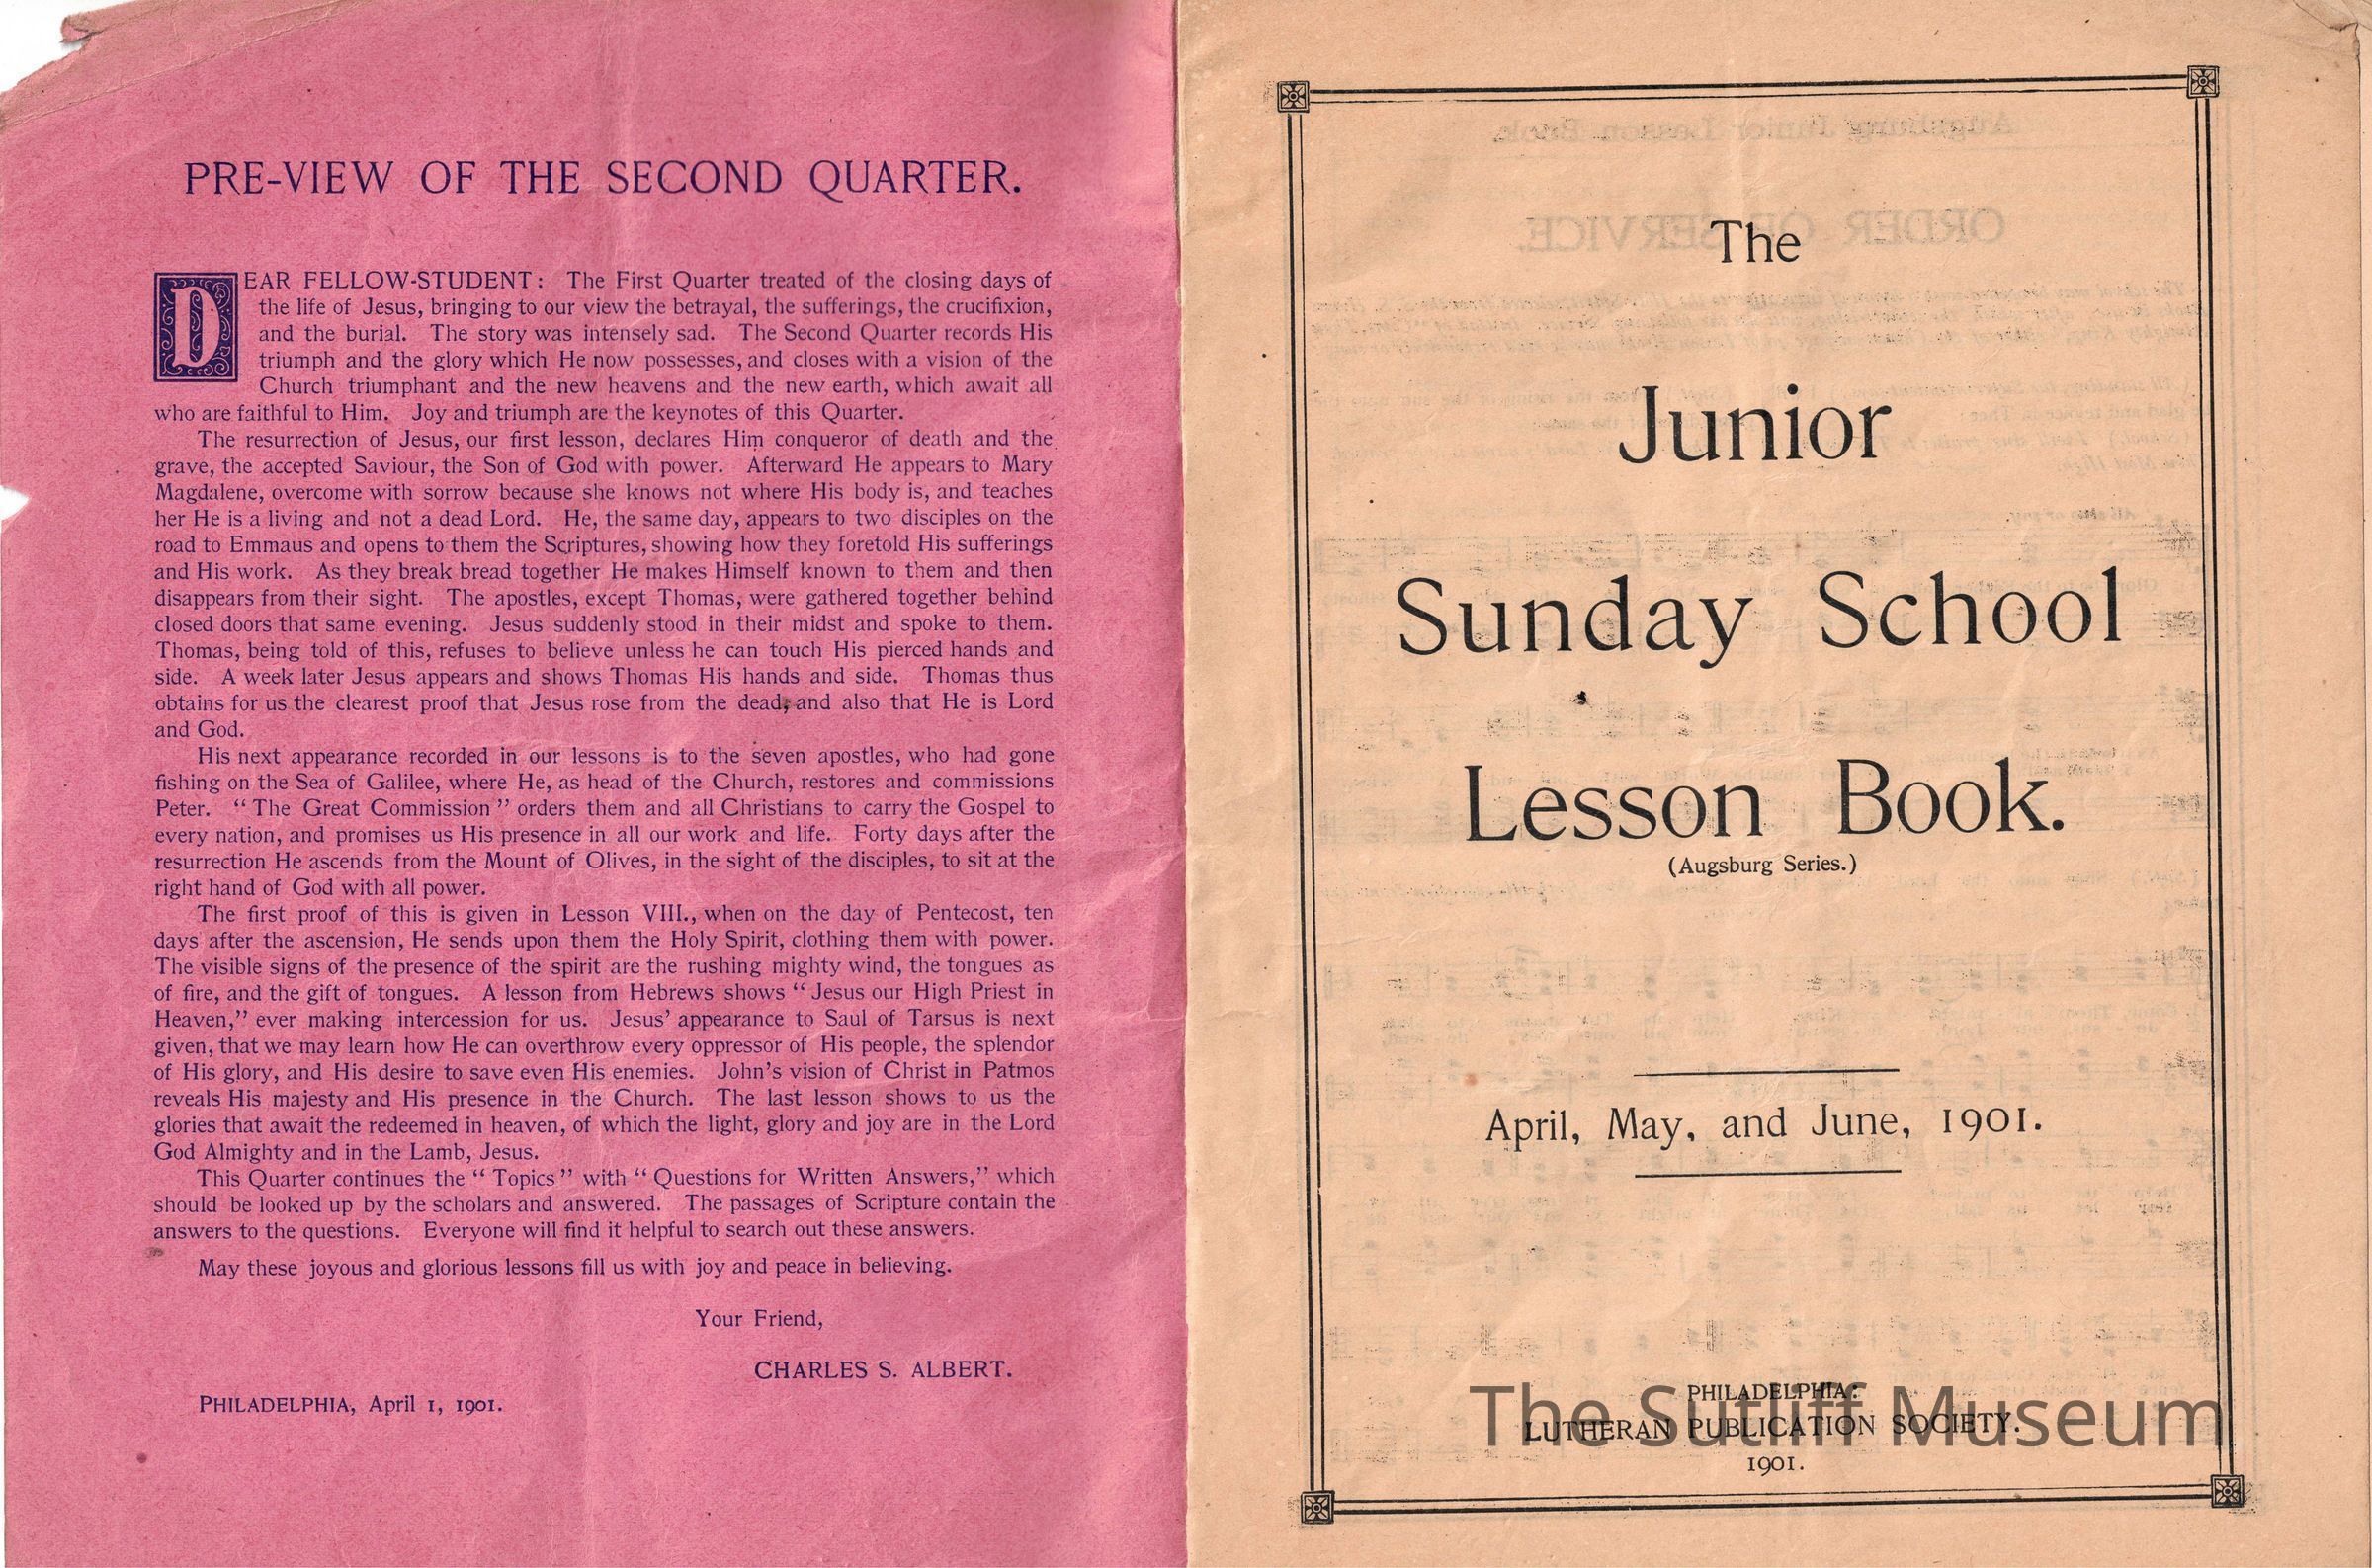 PRE-VIEW OF THE SECOND QUARTER.
DEAR FELLOW-STUDENT: The First Quarter treated of the closing days of
the life of Jesus, bringing to our view the betrayal, the sufferings, the crucifixion,
and the burial. The story was intensely sad. The Second Quarter records His
triumph and the glory which He now possesses, and closes with a vision of the
Church triumphant and the new heavens and the new earth, which await all
who are faithful to Him. Joy and triumph are the keynotes of this Quarter.
The resurrection of Jesus, our first lesson, declares Him conqueror of death and the
grave, the accepted Saviour, the Son of God with power. Afterward He appears to Mary
Magdalene, overcome with sorrow because she knows not where His body is, and teaches
her He is a living and not a dead Lord. He, the same day, appears to two disciples on the
road to Emmaus and opens to them the Scriptures, showing how they foretold His sufferings
and His work. As they break bread together He makes Himself known to them and then
disappears from their sight. The apostles, except Thomas, were gathered together behind
closed doors that same evening. Jesus suddenly stood in their midst and spoke to them.
Thomas, being told of this, refuses to believe unless he can touch His pierced hands and
side. A week later Jesus appears and shows Thomas His hands and side. Thomas thus
obtains for us the clearest proof that Jesus rose from the dead, and also that He is Lord
and God.
His next appearance recorded in our lessons is to the seven apostles, who had gone
fishing on the Sea of Galilee, where He, as head of the Church, restores and commissions
Peter. “The Great Commission” orders them and all Christians to carry the Gospel to
every nation, and promises us His presence in all our work and life. Forty days after the
resurrection He ascends from the Mount of Olives, in the sight of the disciples, to sit at the
right hand of God with all power.
The first proof of this is given in Lesson VIII., when on the day of Pentecost, ten
days after the ascension, He sends upon them the Holy Spirit, clothing them with power.
The visible signs of the presence of the spirit are the rushing mighty wind, the tongues as
of fire, and the gift of tongues. A lesson from Hebrews shows “Jesus our High Priest in
Heaven,” ever making intercession for us. Jesus’ appearance to Saul of Tarsus is next
given, that we may learn how He can overthrow every oppressor of His people, the splendor
of His glory, and His desire to save even His enemies. John’s vision of Christ in Patmos
reveals His majesty and His presence in the Church. The last lesson shows to us the
glories that await the redeemed in heaven, of which the light, glory and joy are in the Lord
God Almighty and in the Lamb, Jesus.
This Quarter continues the “Topics” with “Questions for Written Answers,” which
should be looked up by the scholars and answered. The passages of Scripture contain the
answers to the questions. Everyone will find it helpful to search out these answers.
May these joyous and glorious lessons fill us with joy and peace in believing.
Your Friend,
CHARLES S. ALBERT.
PHILADELPHIA, April 1, 1901.
The
Junior
Sunday School
Lesson Book.
(Augsburg Series.)
April, May, and June, 1901.
PHILADELPHIA:
LUTHERAN PUBLICATION SOCIETY.
1901.
The Sutliff Museum